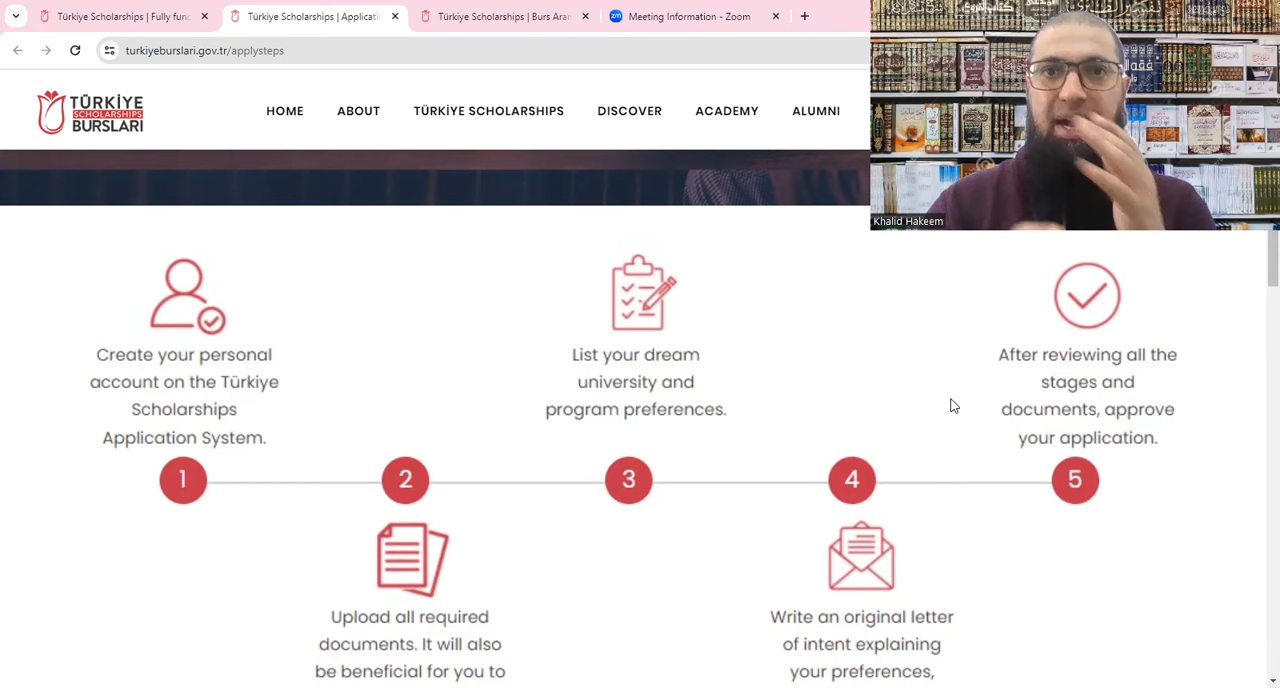 Türkiye Scholarships | Fully func
Türkiye Scholarships | Applicatio
Türkiye Scholarships | Burs Aran
zm
Meeting Information - Zoom
turkiyeburslari.gov.tr/applysteps
TÜRKİYE
SCHOLARSHIPS
BURSLARI
HOME
ABOUT
TÜRKİYE SCHOLARSHIPS
DISCOVER
ACADEMY
ALUMNI
Khalid Hakeem
Create your personal
account on the Türkiye
Scholarships
Application System.
List your dream
university and
program preferences.
After reviewing all the
stages and
documents, approve
your application.
1
2
3
4
5
Upload all required
documents. It will also
be beneficial for you to
Write an original letter
of intent explaining
your preferences,